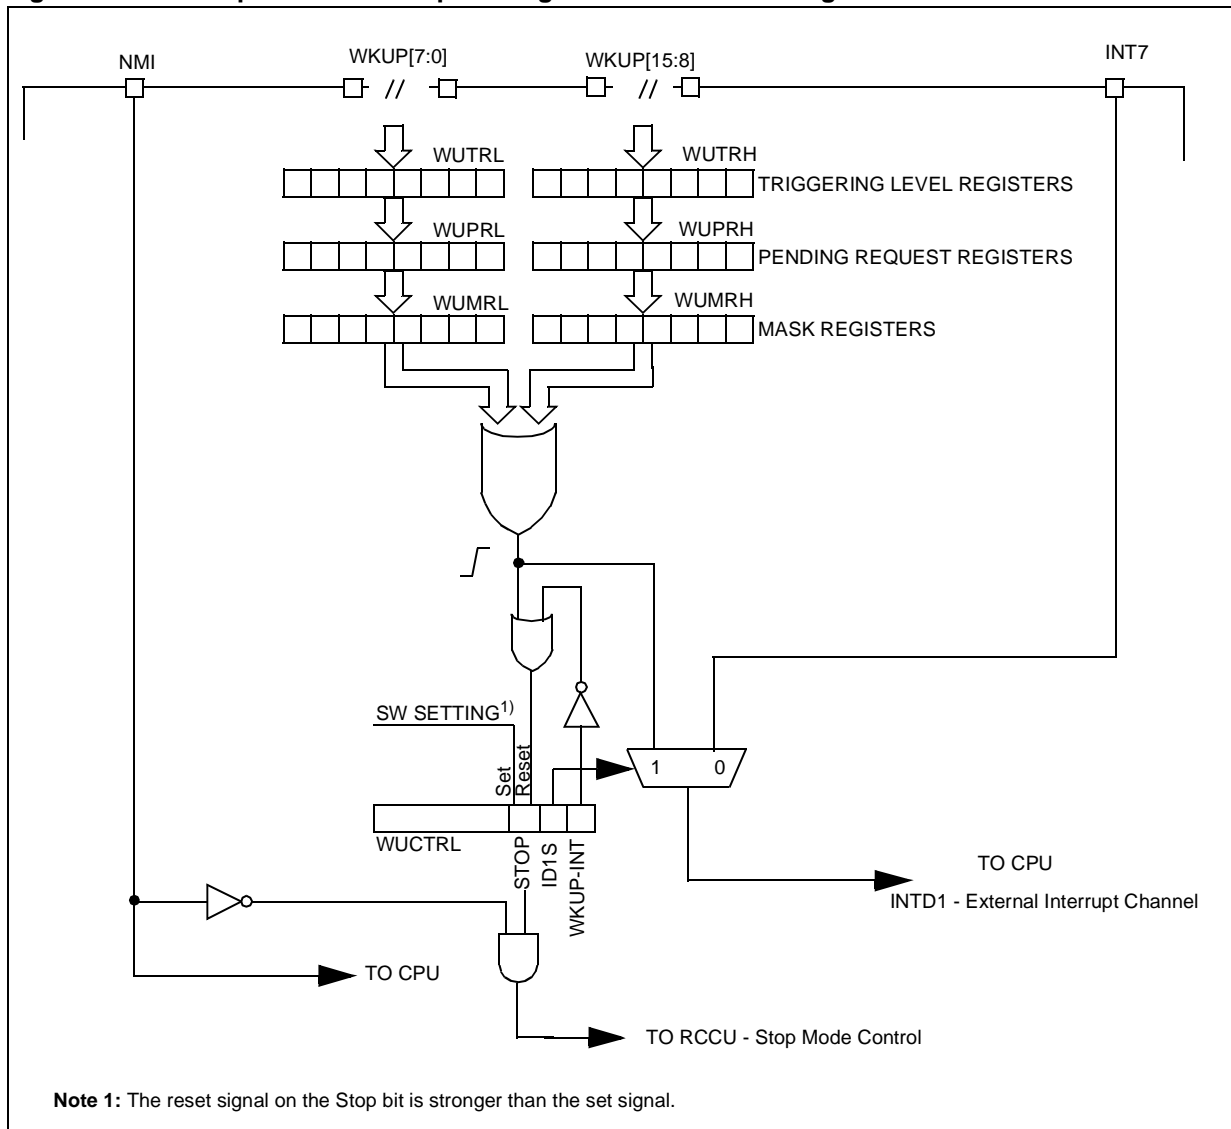 NMI
WKUP[7:0]
WKUP[15:8]
INT7
//
//
WUTRL
WUTRH
TRIGGERING LEVEL REGISTERS
WUPRL
WUPRH
PENDING REQUEST REGISTERS
WUMRL
WUMRH
MASK REGISTERS
SW SETTING1)
Set
Reset
1
0
WUCTRL
STOP
ID1S
WKUP-INT
TO CPU
INTD1 - External Interrupt Channel
TO CPU
TO RCCU - Stop Mode Control
Note 1: The reset signal on the Stop bit is stronger than the set signal.